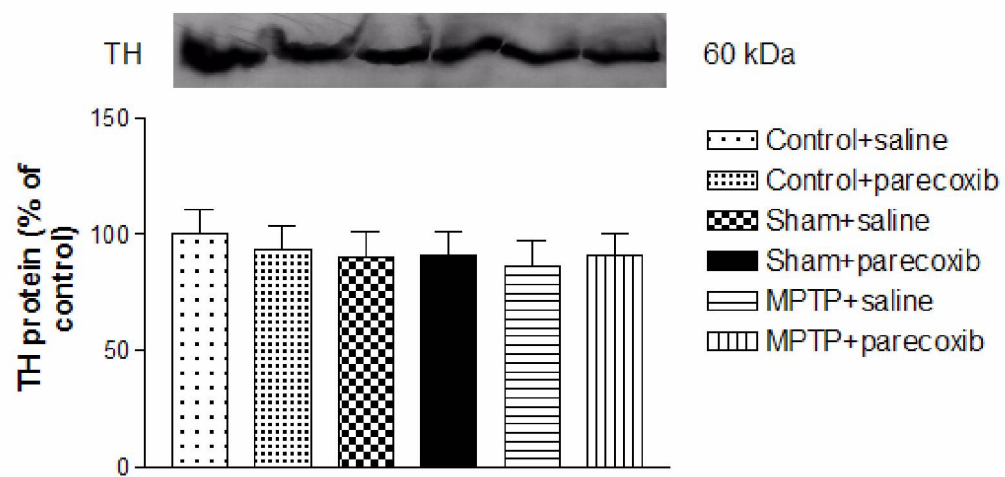 TH
60 kDa
150
100
50
0
TH protein (% of
control)
Control+saline
Control+parecoxib
Sham+saline
Sham+parecoxib
MPTP+saline
MPTP+parecoxib